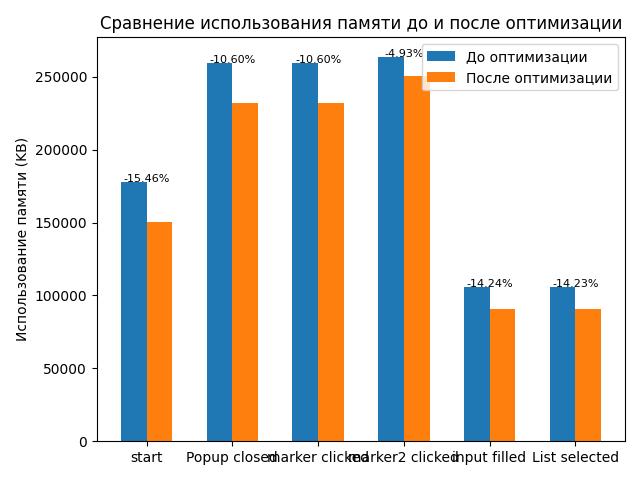 Сравнение использования памяти до и после оптимизации
До оптимизации
После оптимизации
-15.46%
-10.60%
-10.60%
-4.93%
-14.24%
-14.23%
Использование памяти (KB)
250000
200000
150000
100000
50000
0
start
Popup closed
marker clicked
marker2 clicked
input filled
List selected